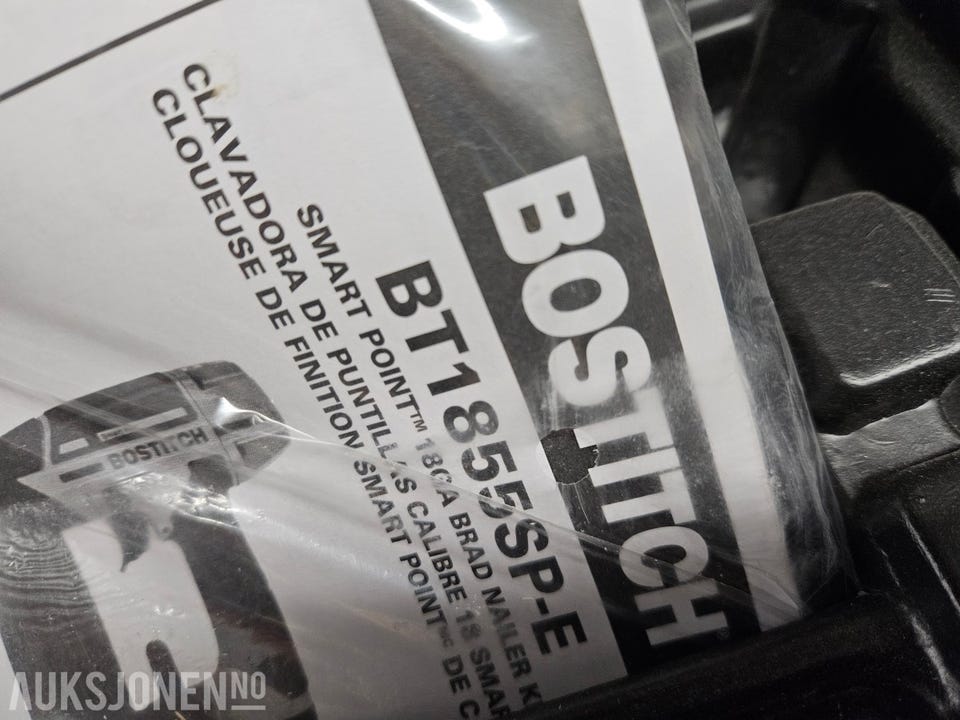 BOSTITCH
BT1855SP-E
SMART POINT™ 18GA BRAD NAILER
CLAVADORA DE PUNTILLAS CALIBRE 18
CLOUEUSE DE FINITION SMART POINT DE
BOSTITCH
AUKSJONEN NO